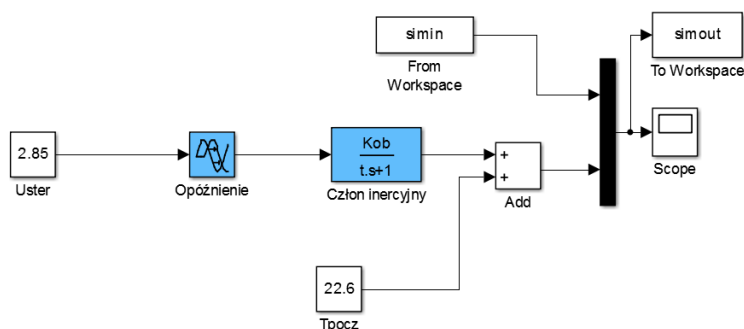 simin
From
Workspace
simout
To Workspace
Scope
2.85
Uster
Opóźnienie
Kob
t.s+1
Człon inercyjny
+
+
Add
22.6
Tpocz